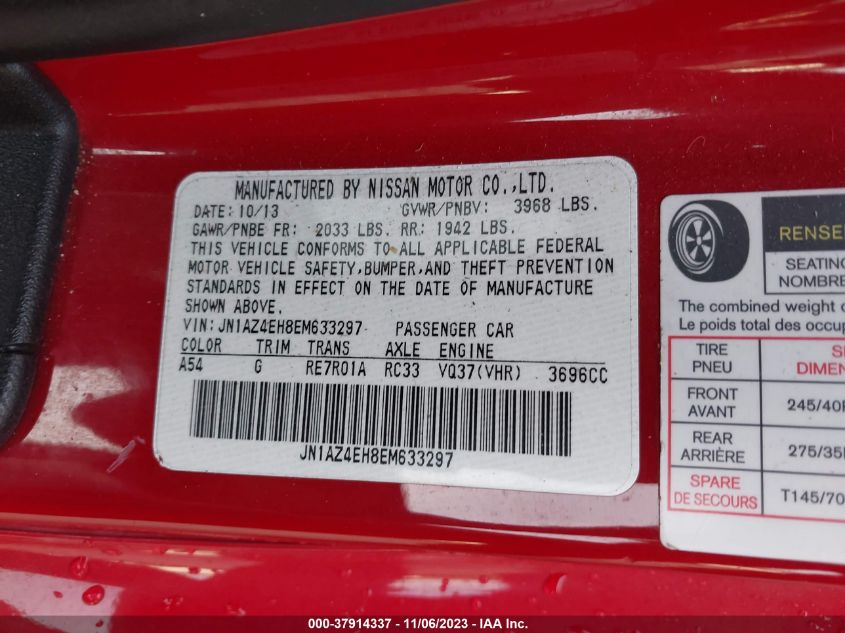 MANUFACTURED BY NISSAN MOTOR CO.,LTD.
DATE: 10/13 GVWR/PNBV: 3968 LBS.
GAWR/PNBE FR: 2033 LBS. RR: 1942 LBS.
THIS VEHICLE CONFORMS TO ALL APPLICABLE FEDERAL
MOTOR VEHICLE SAFETY,BUMPER,AND THEFT PREVENTION
STANDARDS IN EFFECT ON THE DATE OF MANUFACTURE
SHOWN ABOVE.
VIN: JN1AZ4EH8EM633297 PASSENGER CAR
COLOR TRIM TRANS AXLE ENGINE
A54 G RE7R01A RC33 VQ37(VHR) 3696CC
JN1AZ4EH8EM633297
RENSE
SEATING
NOMBRE
The combined weight o
Le poids total des occup
TIRE
PNEU
DIMEN
FRONT
AVANT
245/40
REAR
ARRIÈRE
275/35
SPARE
DE SECOURS
T145/70
000-37914337 - 11/06/2023 - IAA Inc.